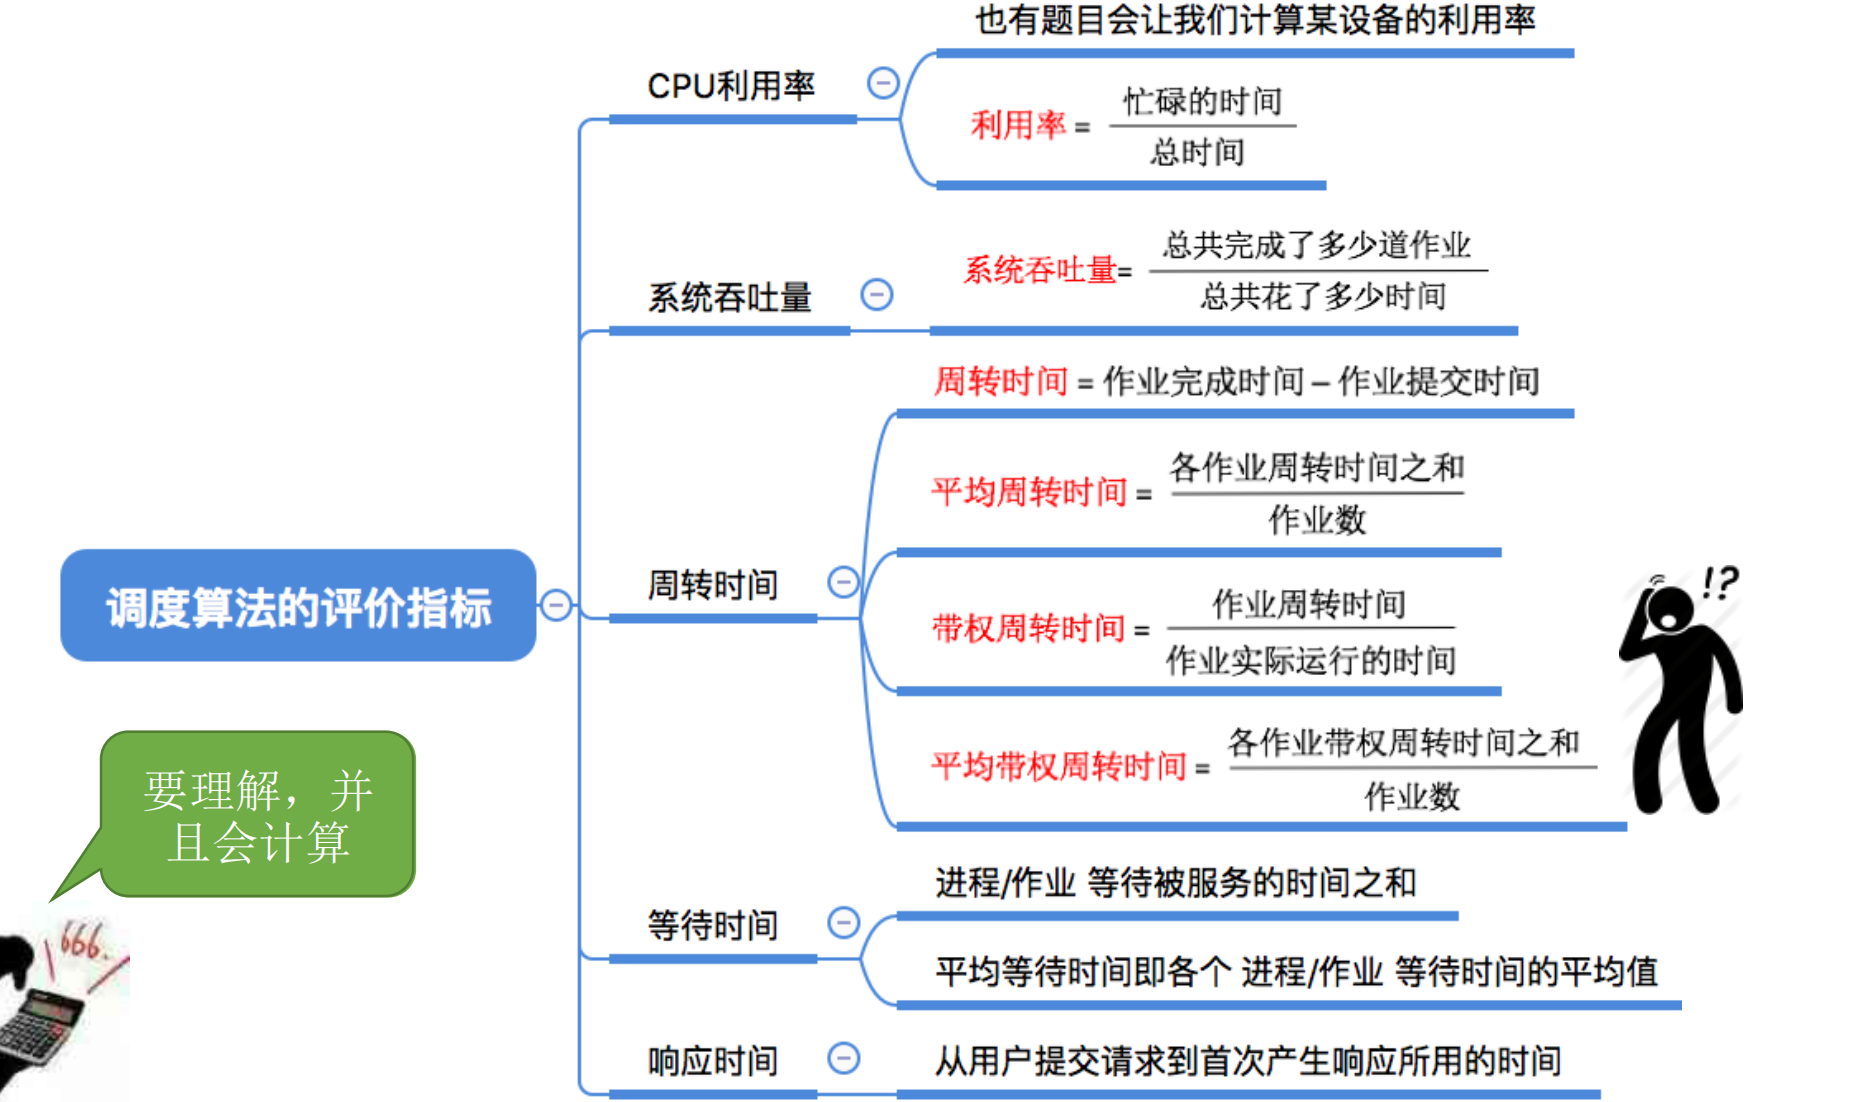 也有题目会让我们计算某设备的利用率
CPU利用率
利用率 = 忙碌的时间
总时间
系统吞吐量
系统吞吐量= 总共完成了多少道作业
总共花了多少时间
周转时间 = 作业完成时间 – 作业提交时间
平均周转时间 = 各作业周转时间之和
作业数
周转时间
带权周转时间 = 作业周转时间
作业实际运行的时间
平均带权周转时间 = 各作业带权周转时间之和
作业数
调度算法的评价指标
!?
要理解，并
且会计算
666.
等待时间
进程/作业 等待被服务的时间之和
平均等待时间即各个 进程/作业 等待时间的平均值
响应时间
从用户提交请求到首次产生响应所用的时间